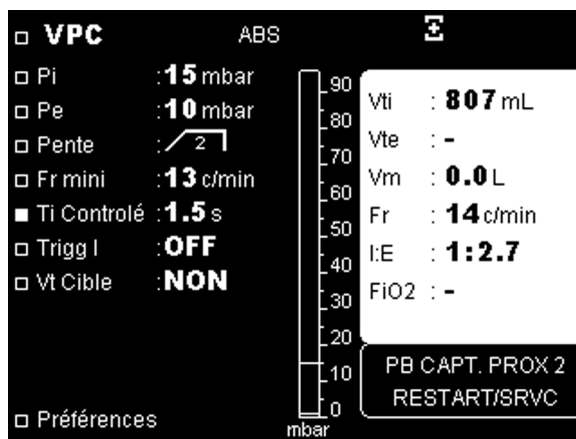 VPC ABS
Pi :15 mbar
Pe :10 mbar
Pente : 2
Fr mini :13 c/min
Ti Controlé :1.5 s
Trigg I :OFF
Vt Cible :NON
Préférences
90
80
70
60
50
40
30
20
10
0
mbar
Vti : 807 mL
Vte : -
Vm : 0.0 L
Fr : 14 c/min
I:E : 1:2.7
FiO2 : -
PB CAPT. PROX 2
RESTART/SRVC